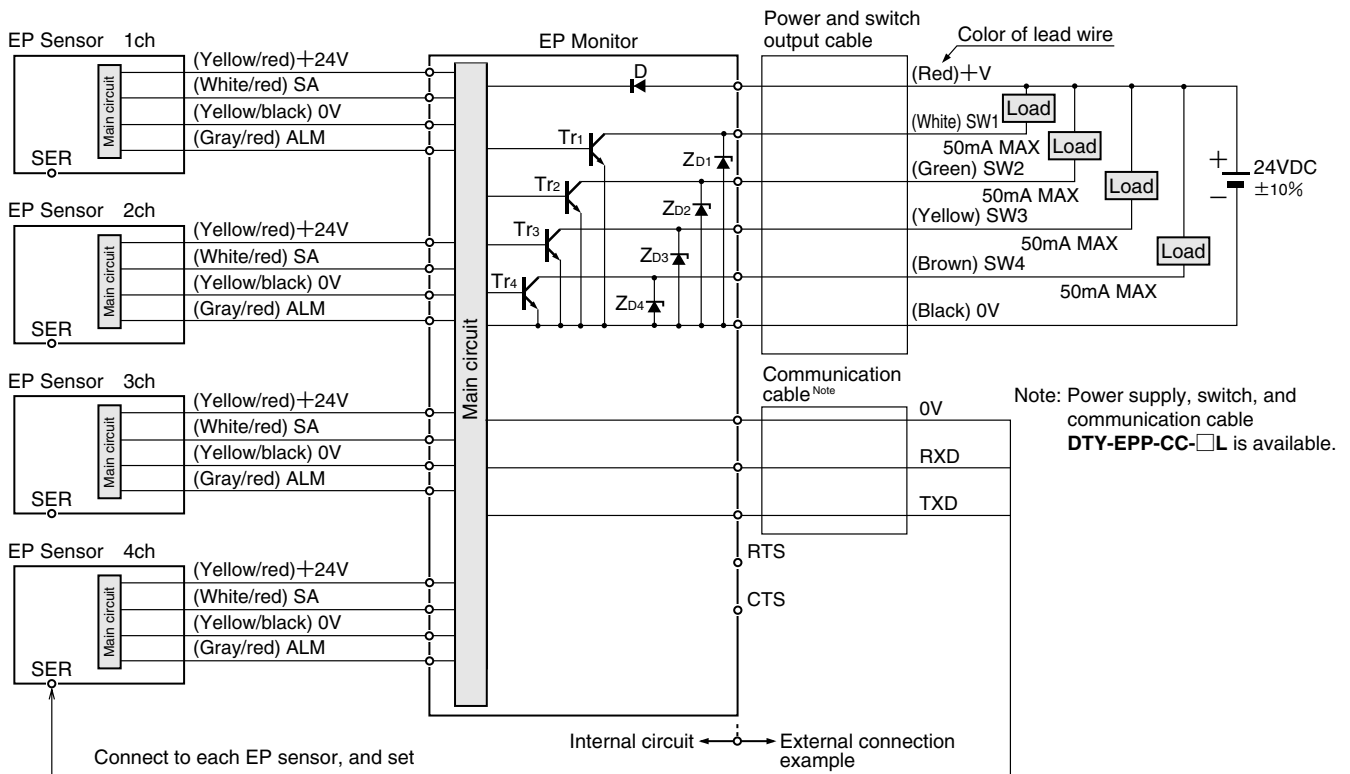 Power and switch
output cable
Color of lead wire
EP Sensor 1ch
EP Monitor
Main circuit
SER
(Yellow/red)+24V
(White/red) SA
(Yellow/black) 0V
(Gray/red) ALM
EP Sensor 2ch
Main circuit
SER
(Yellow/red)+24V
(White/red) SA
(Yellow/black) 0V
(Gray/red) ALM
EP Sensor 3ch
Main circuit
SER
(Yellow/red)+24V
(White/red) SA
(Yellow/black) 0V
(Gray/red) ALM
EP Sensor 4ch
Main circuit
SER
(Yellow/red)+24V
(White/red) SA
(Yellow/black) 0V
(Gray/red) ALM
Main circuit
D
Tr1
Tr2
Tr3
Tr4
ZD1
ZD2
ZD3
ZD4
(Red)+V
Load
(White) SW1
50mA MAX
Load
(Green) SW2
50mA MAX
Load
(Yellow) SW3
50mA MAX
Load
(Brown) SW4
50mA MAX
(Black) 0V
+
−
24VDC
±10%
Communication
cable Note
0V
RXD
TXD
RTS
CTS
Note: Power supply, switch, and
communication cable
DTY-EPP-CC-□L is available.
Internal circuit
External connection
example
Connect to each EP sensor, and set